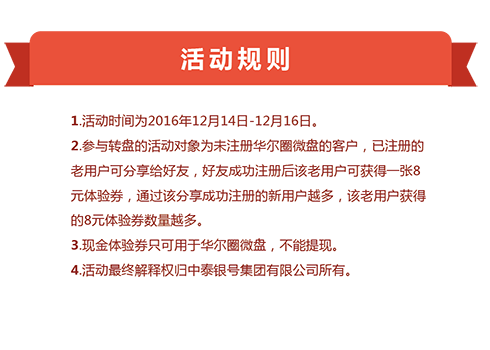 活动规则
1.活动时间为2016年12月14日-12月16日。
2.参与转盘的活动对象为未注册华尔圈微盘的客户，已注册的
老用户可分享给好友，好友成功注册后该老用户可获得一张8
元体验券，通过该分享成功注册的新用户越多，该老用户获得
的8元体验券数量越多。
3.现金体验券只可用于华尔圈微盘，不能提现。
4.活动最终解释权归中泰银号集团有限公司所有。